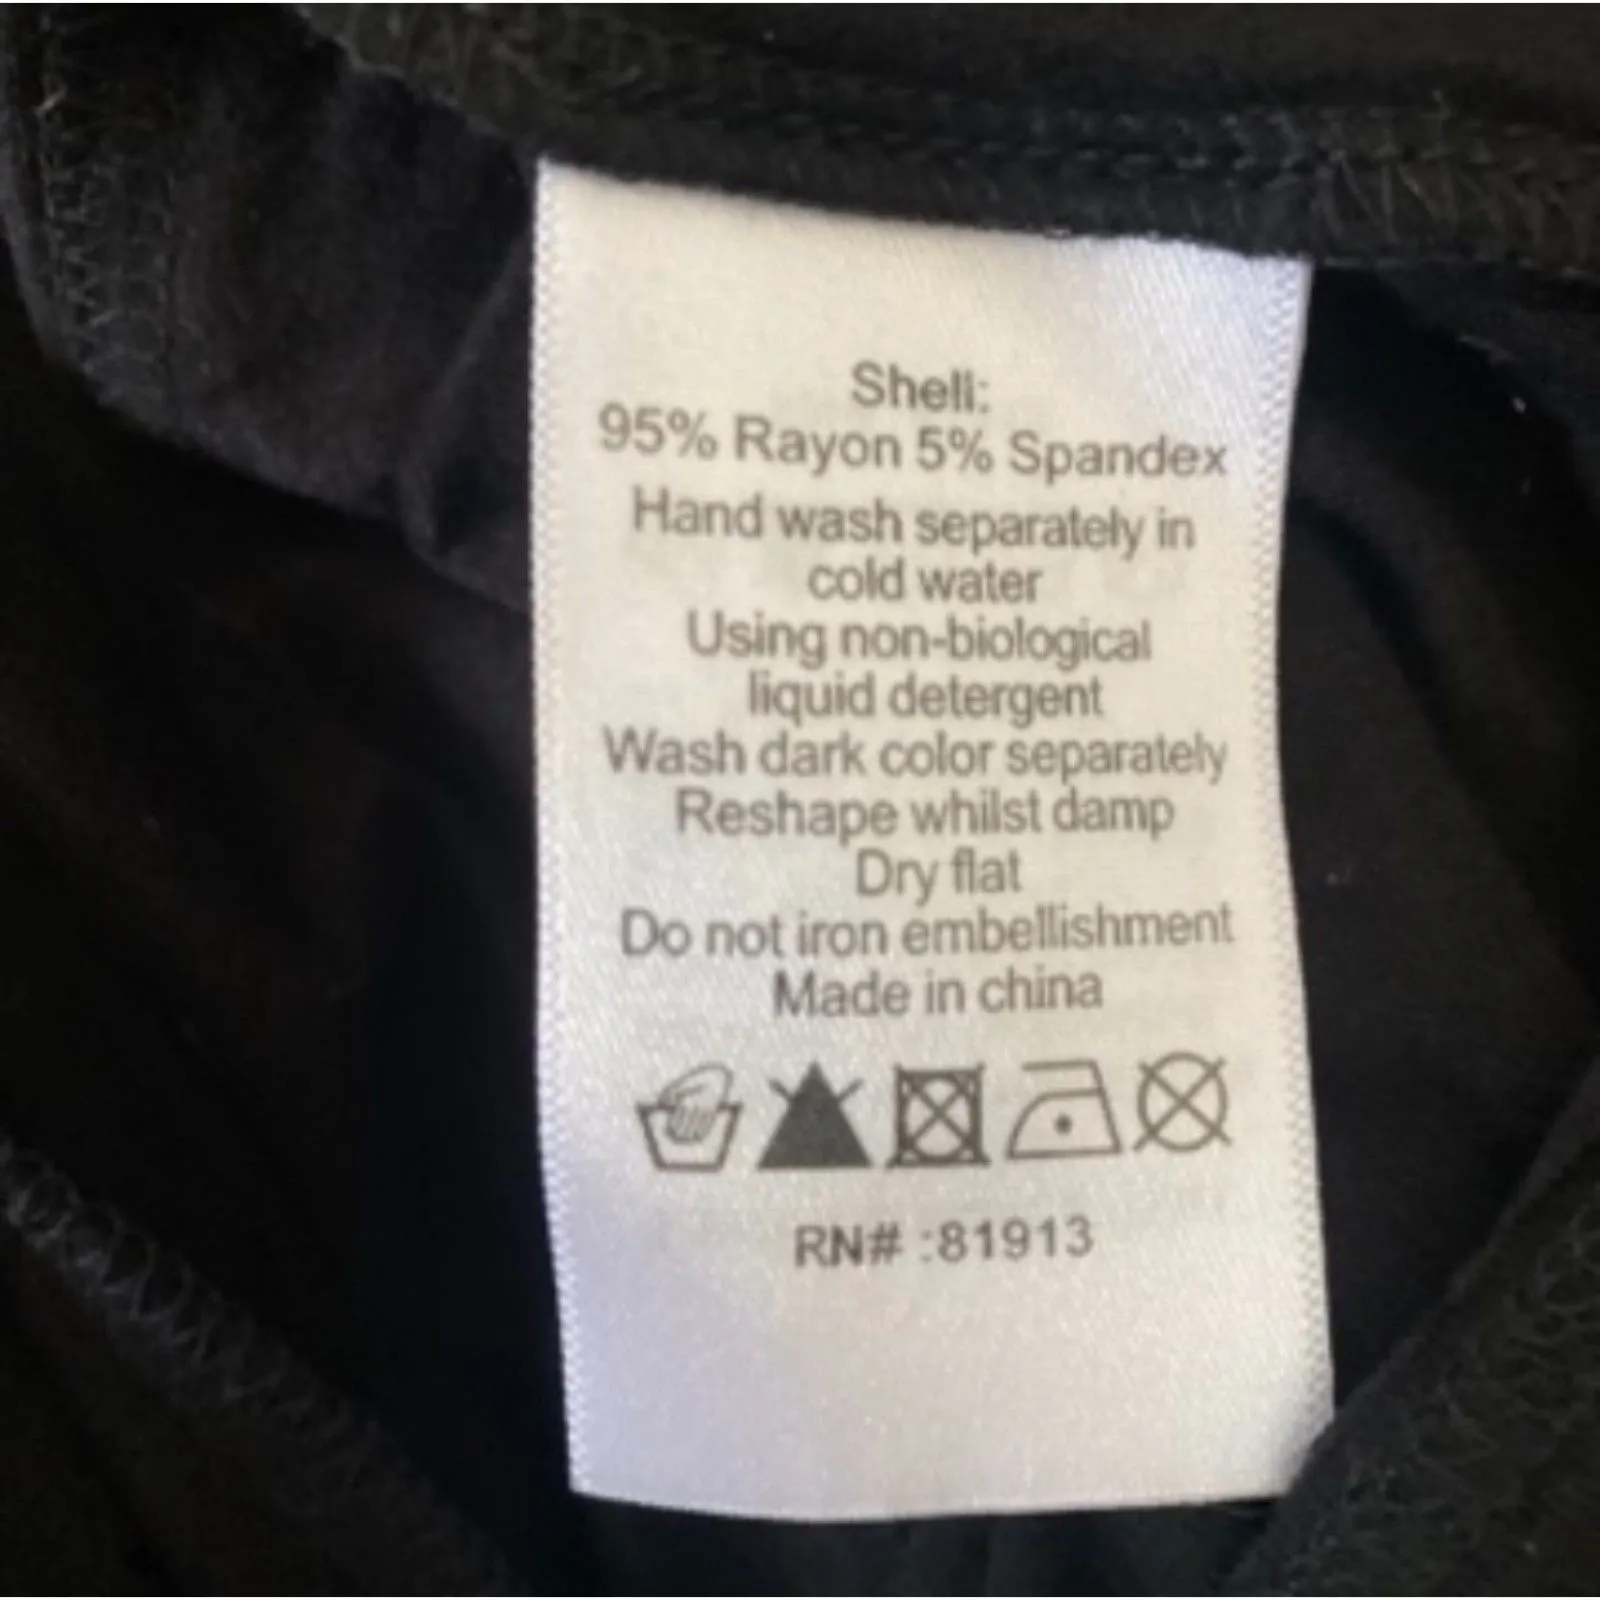 Shell:
95% Rayon 5% Spandex
Hand wash separately in
cold water
Using non-biological
liquid detergent
Wash dark color separately
Reshape whilst damp
Dry flat
Do not iron embellishment
Made in china
RN# :81913